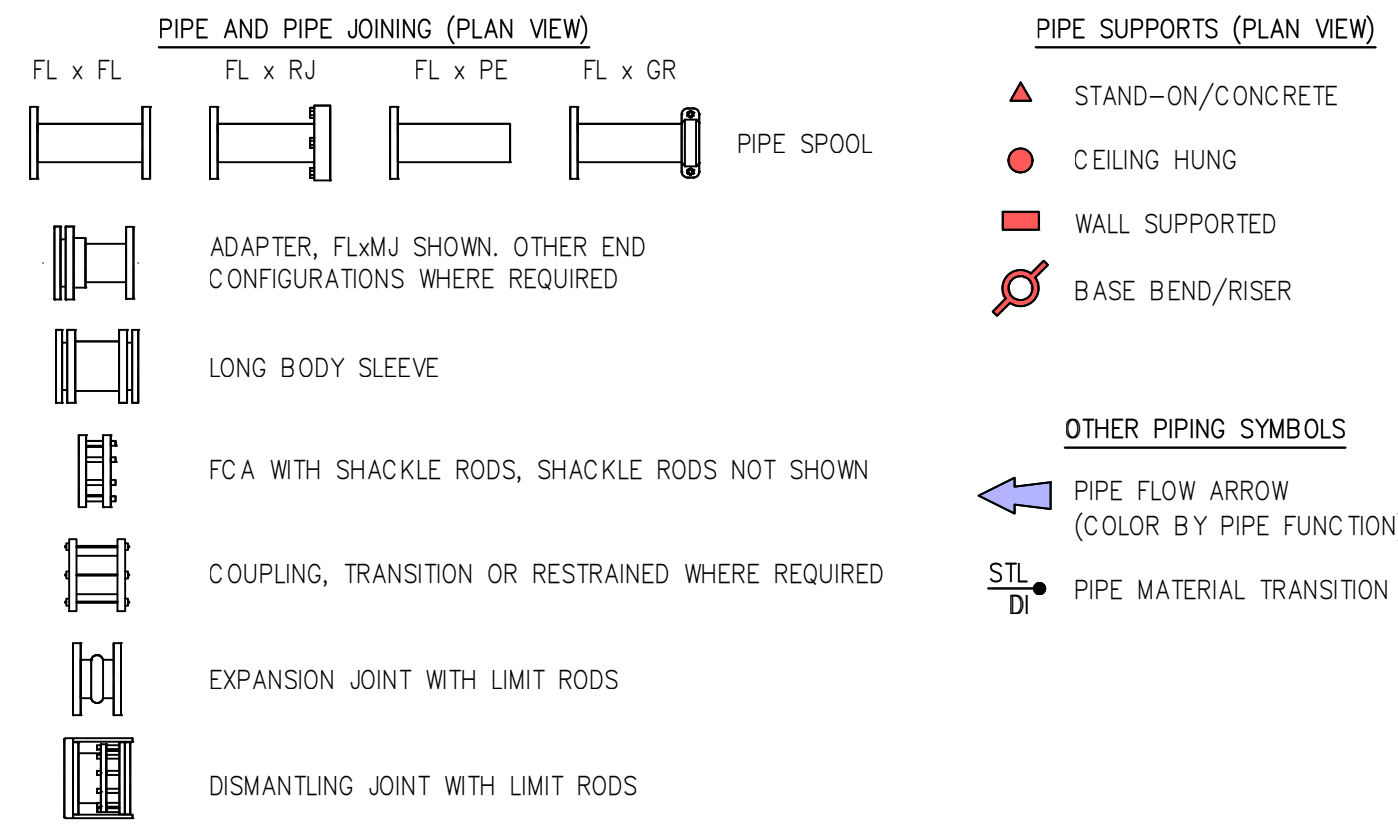 PIPE AND PIPE JOINING (PLAN VIEW)
FL x FL
FL x RJ
FL x PE
FL x GR
PIPE SPOOL
ADAPTER, FLxMJ SHOWN. OTHER END
CONFIGURATIONS WHERE REQUIRED
LONG BODY SLEEVE
FCA WITH SHACKLE RODS, SHACKLE RODS NOT SHOWN
COUPLING, TRANSITION OR RESTRAINED WHERE REQUIRED
EXPANSION JOINT WITH LIMIT RODS
DISMANTLING JOINT WITH LIMIT RODS
PIPE SUPPORTS (PLAN VIEW)
STAND-ON/CONCRETE
CEILING HUNG
WALL SUPPORTED
BASE BEND/RISER
OTHER PIPING SYMBOLS
PIPE FLOW ARROW
(COLOR BY PIPE FUNCTION)
STL
DI
PIPE MATERIAL TRANSITION